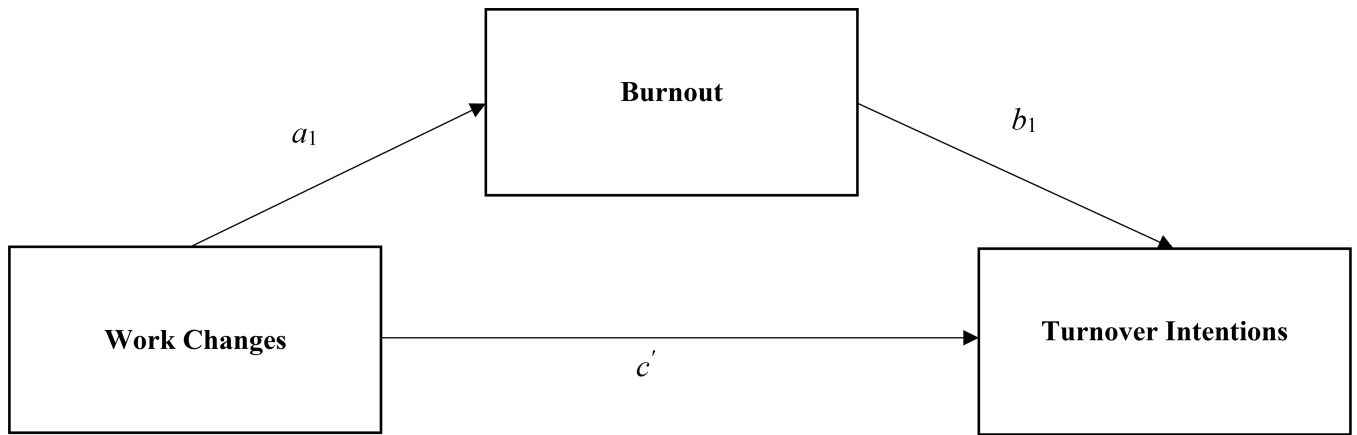 Burnout
a₁
b₁
Work Changes
Turnover Intentions
c′